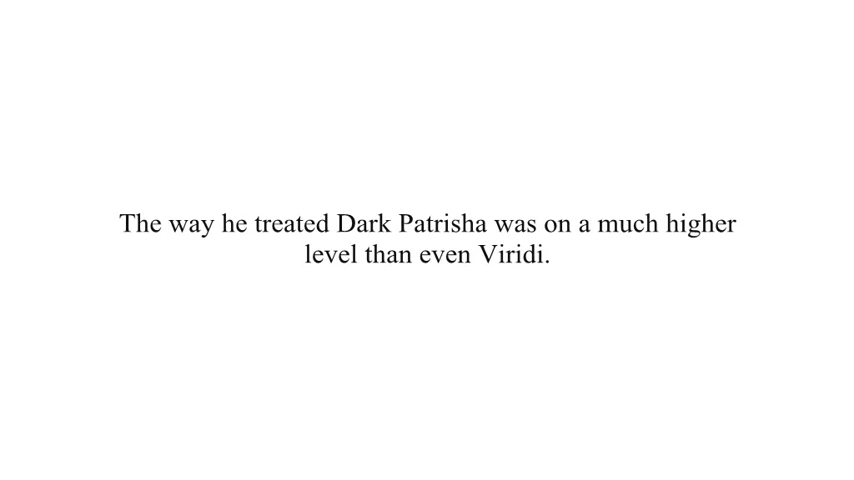 The way he treated Dark Patrisha was on a much higher
level than even Viridi.